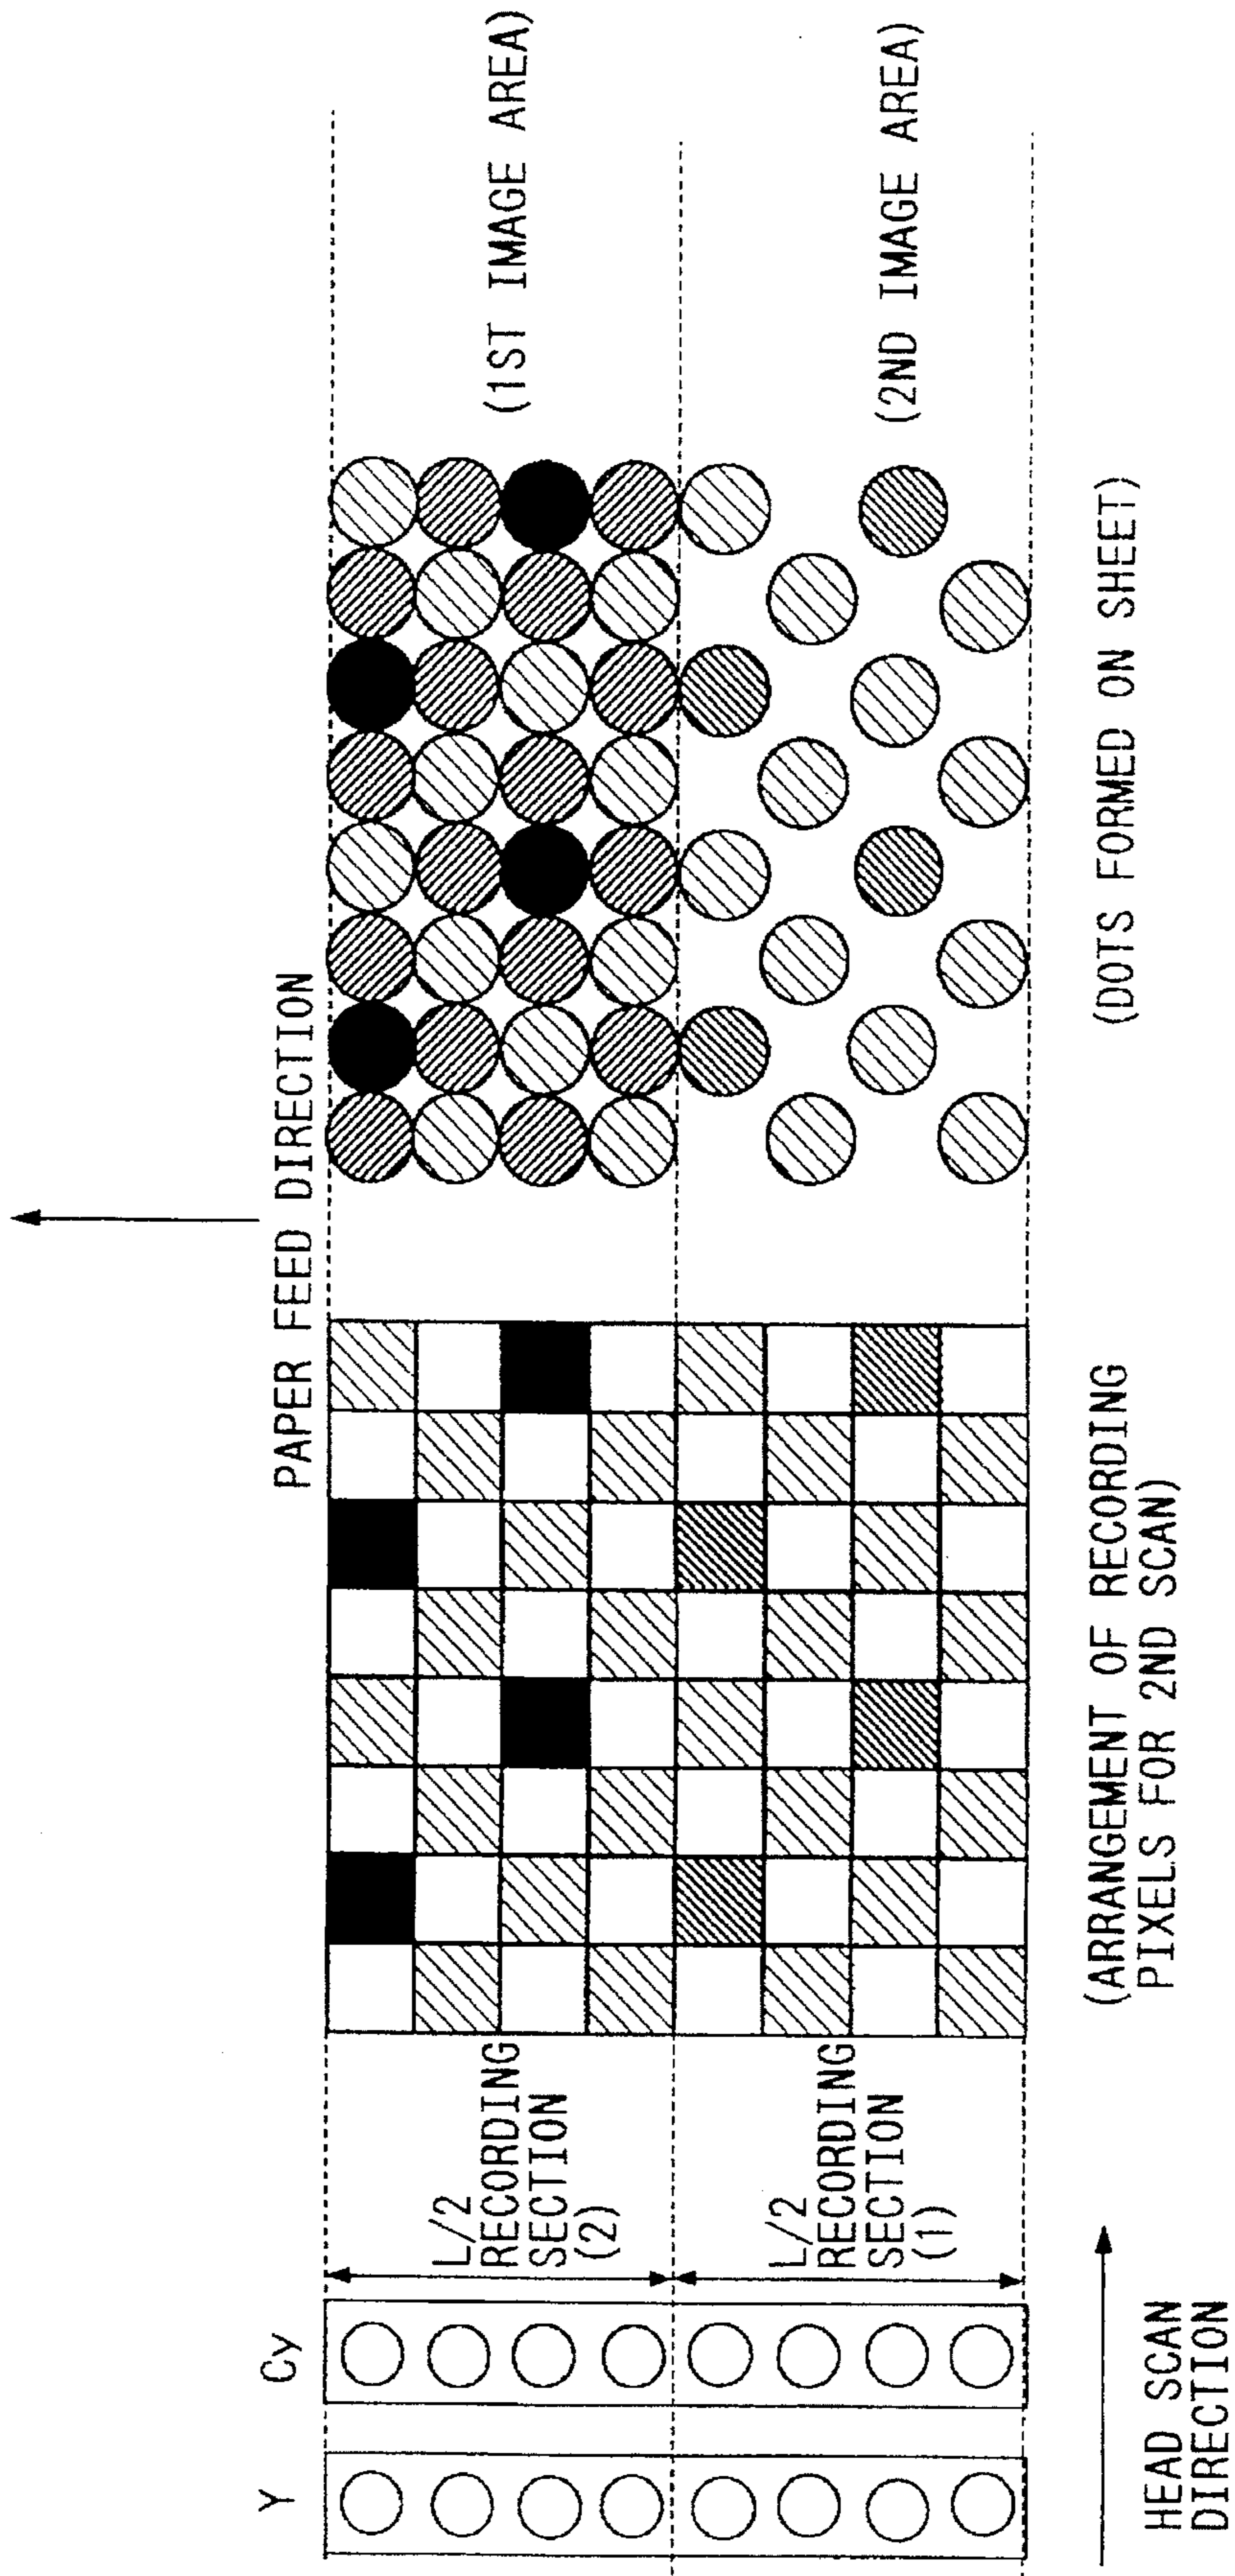 PAPER FEED DIRECTION
Y
Cy
L/2
RECORDING
SECTION
(2)
L/2
RECORDING
SECTION
(1)
(1ST IMAGE AREA)
(2ND IMAGE AREA)
HEAD SCAN
DIRECTION
(ARRANGEMENT OF RECORDING
PIXELS FOR 2ND SCAN)
(DOTS FORMED ON SHEET)